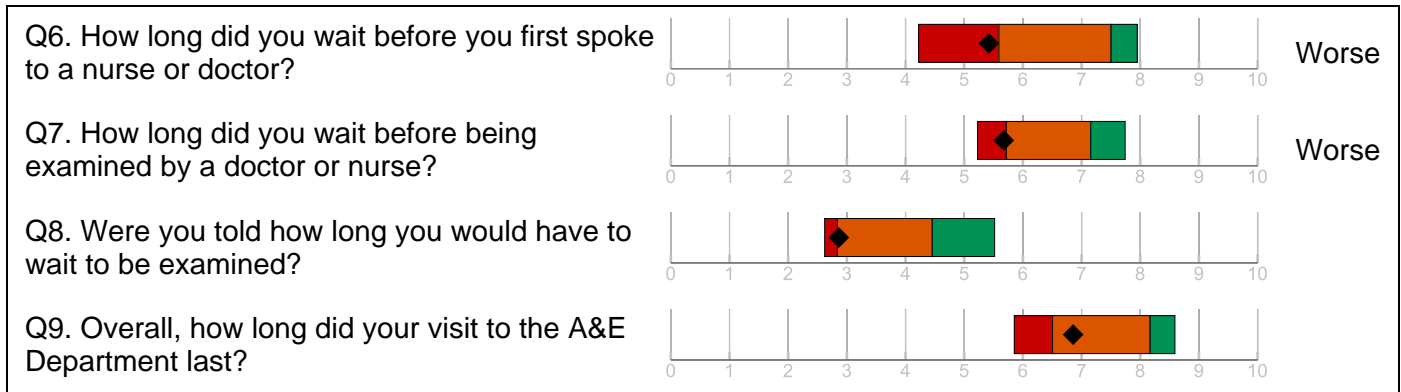 Q6. How long did you wait before you first spoke
to a nurse or doctor?
0 1 2 3 4 5 6 7 8 9 10
Worse
Q7. How long did you wait before being
examined by a doctor or nurse?
0 1 2 3 4 5 6 7 8 9 10
Worse
Q8. Were you told how long you would have to
wait to be examined?
0 1 2 3 4 5 6 7 8 9 10
Q9. Overall, how long did your visit to the A&E
Department last?
0 1 2 3 4 5 6 7 8 9 10